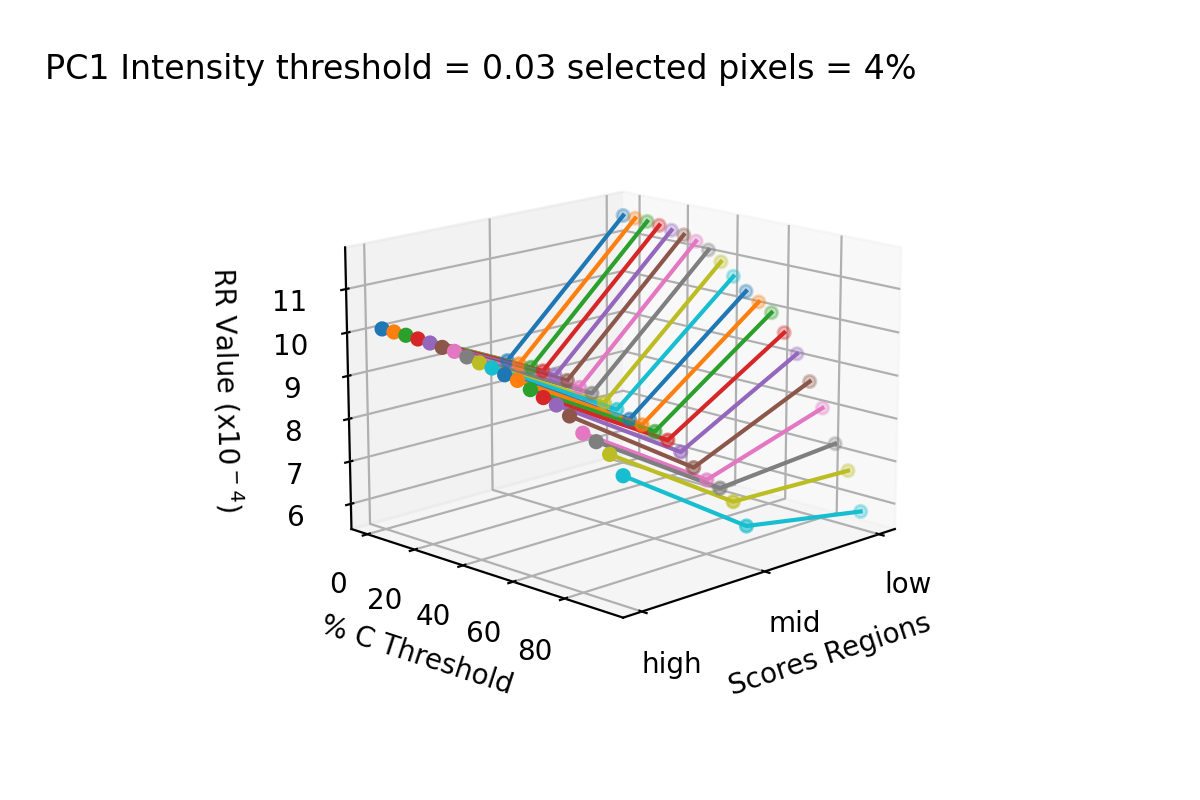 PC1 Intensity threshold = 0.03 selected pixels = 4%
RR Value (x10⁻⁴)
11
10
9
8
7
6
0
20
40
60
80
% C Threshold
high
mid
low
Scores Regions